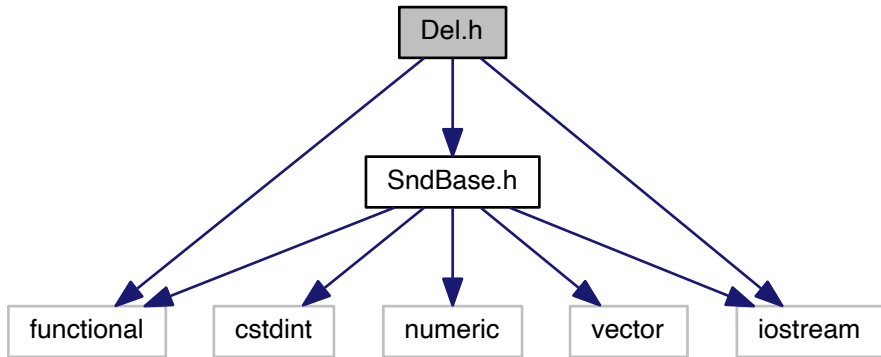 Del.h
SndBase.h
functional
cstdint
numeric
vector
iostream